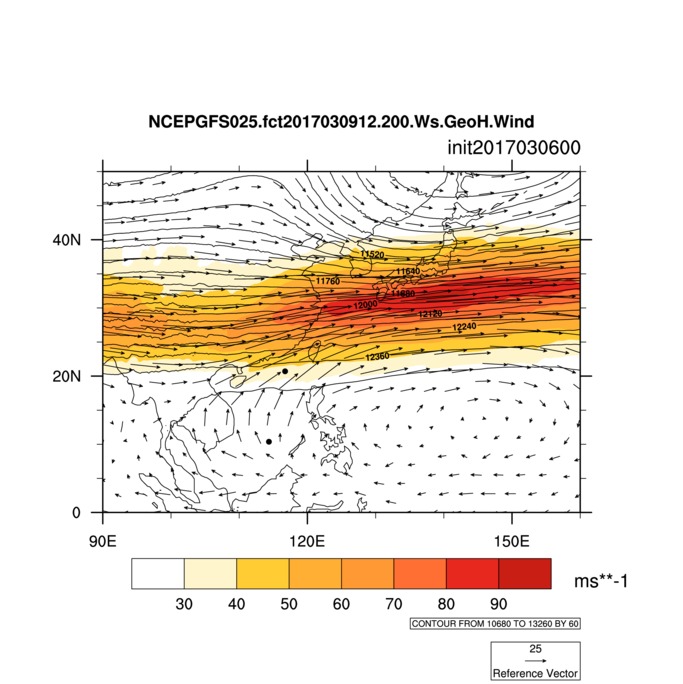 NCEPGFS025.fct2017030912.200.Ws.GeoH.Wind
init2017030600
40N
20N
0
11520
11640
11760
11880
12000
12120
12240
12360
90E
120E
150E
30 40 50 60 70 80 90
ms**-1
CONTOUR FROM 10680 TO 13260 BY 60
25
Reference Vector